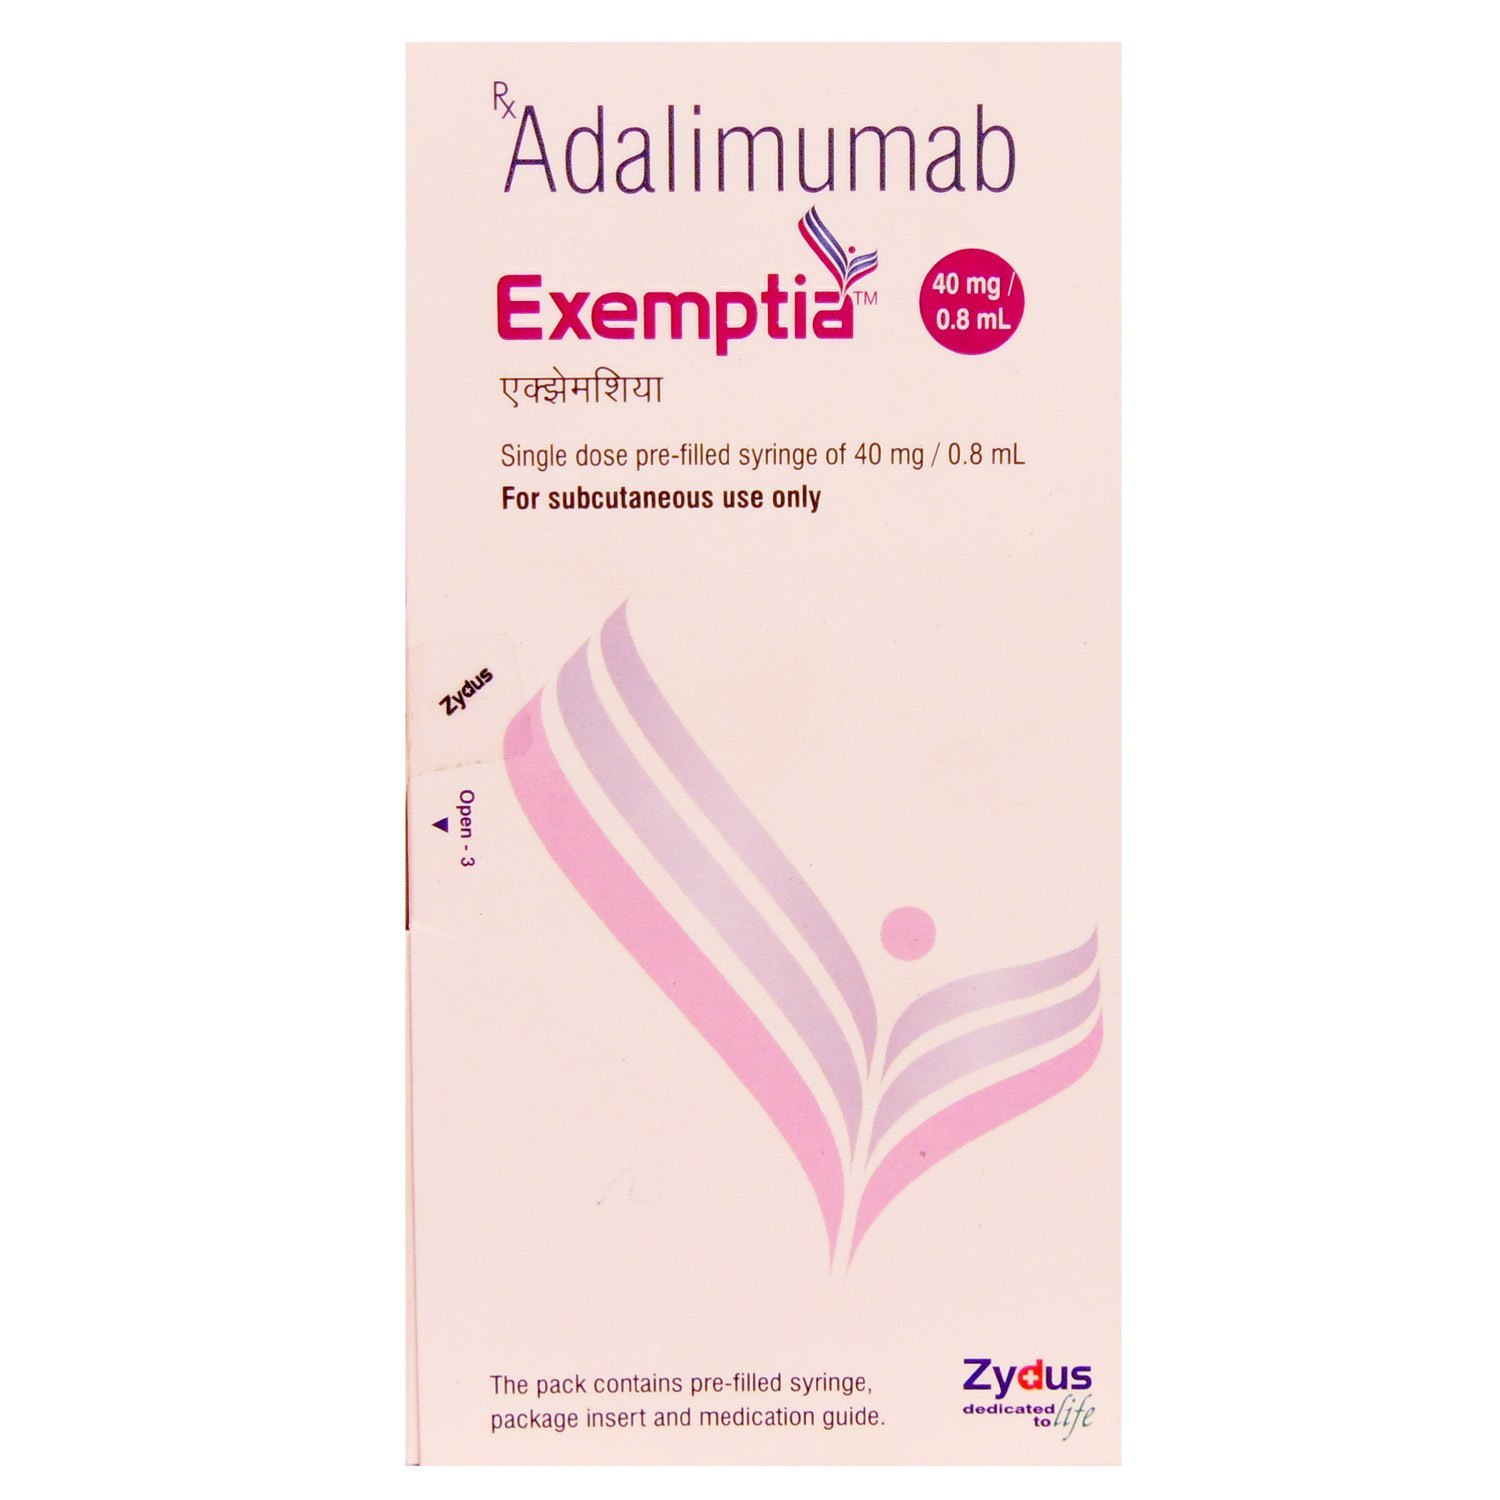 Rx
Adalimumab
Exemptia™
40 mg /
0.8 mL
एक्झेमशिया
Single dose pre-filled syringe of 40 mg / 0.8 mL
For subcutaneous use only
Zydus
Open - 3
The pack contains pre-filled syringe,
package insert and medication guide.
Zydus
dedicated
to life